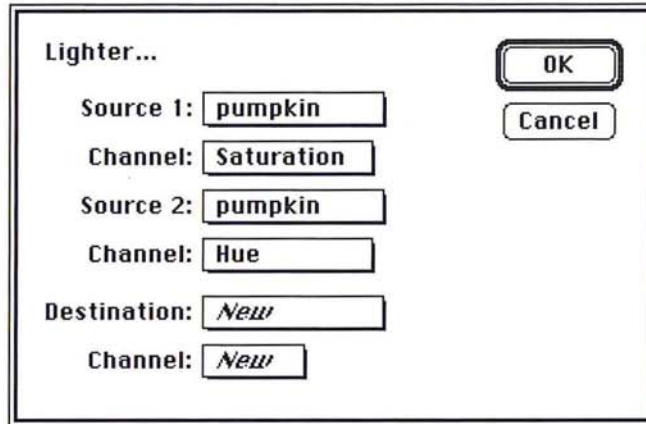 Lighter...
OK
Source 1: pumpkin
Cancel
Channel: Saturation
Source 2: pumpkin
Channel: Hue
Destination: New
Channel: New